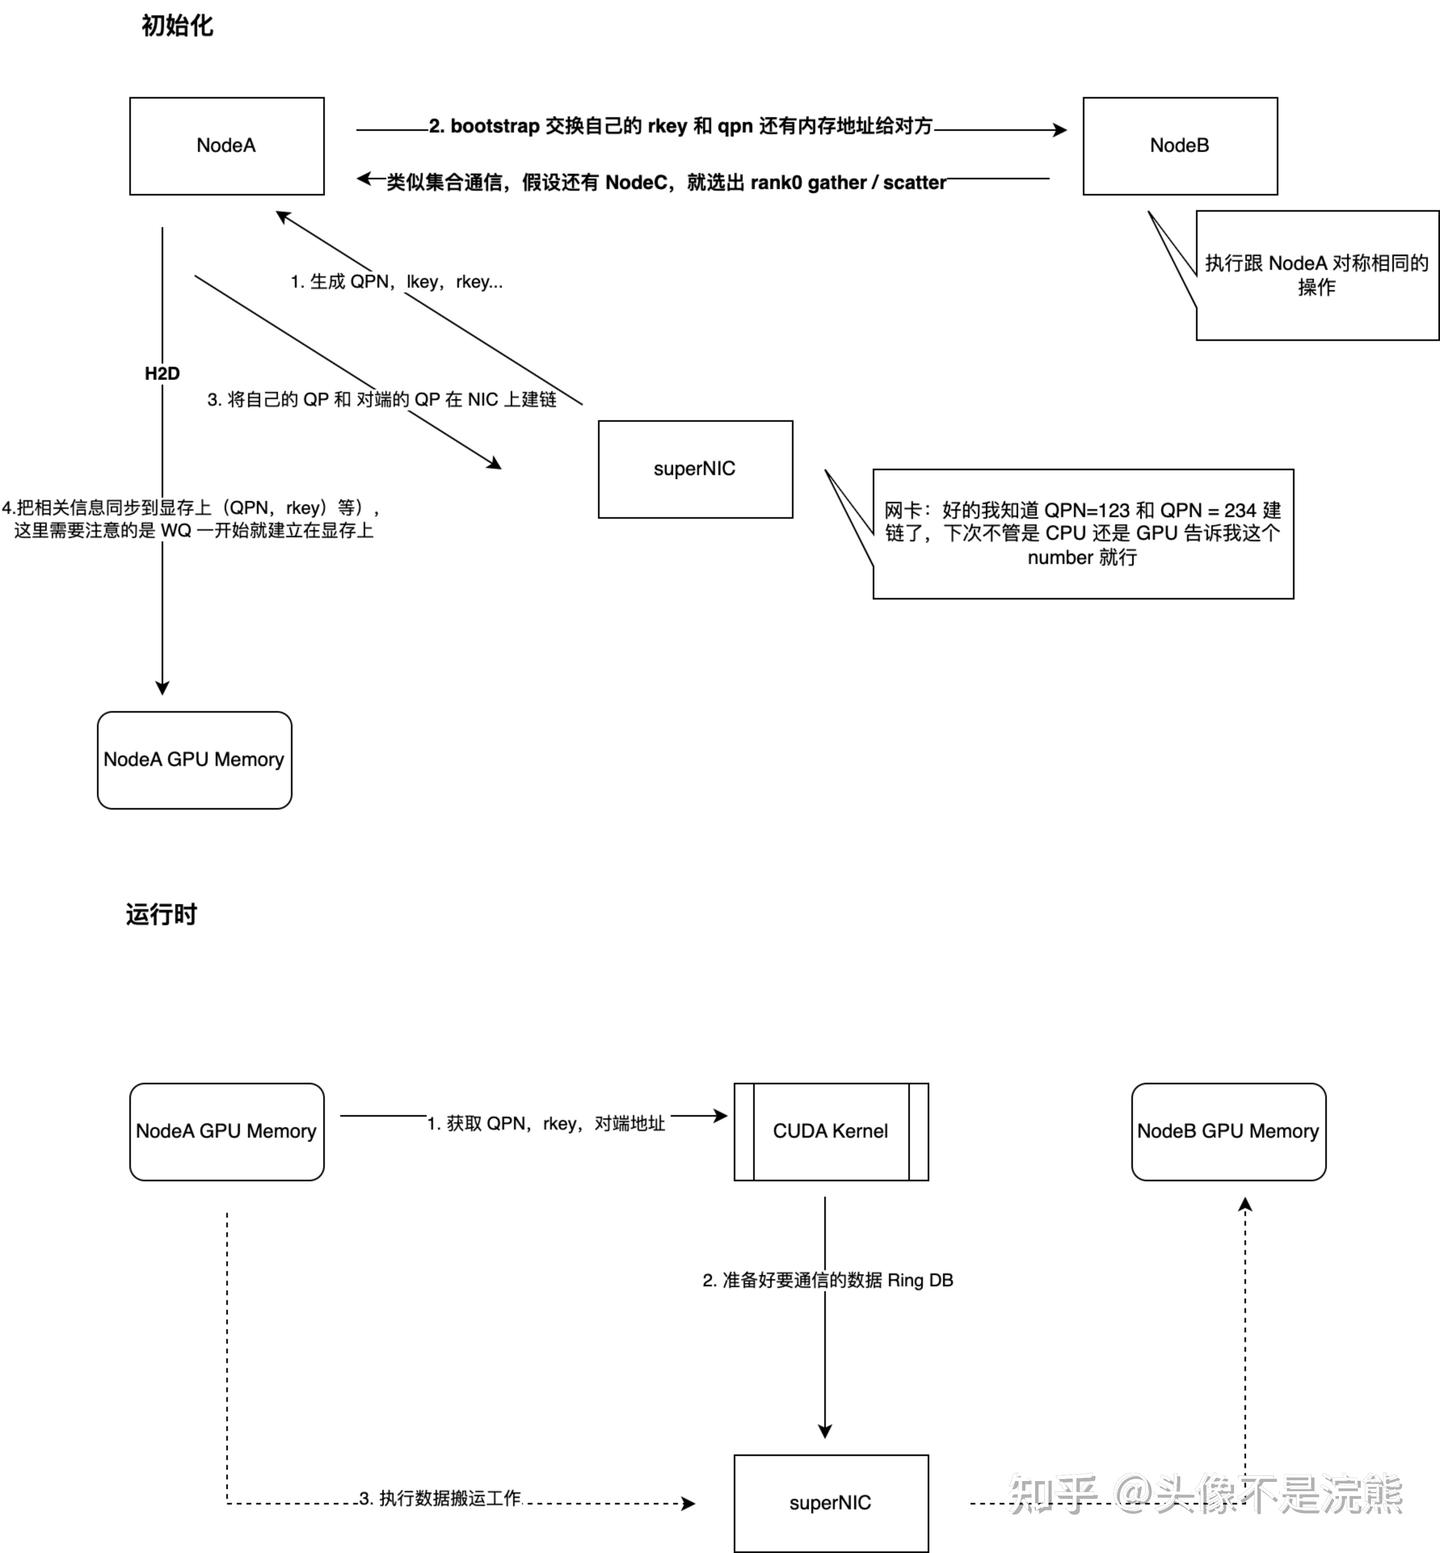 初始化
NodeA
2. bootstrap 交换自己的 rkey 和 qpn 还有内存地址给对方
NodeB
类似集合通信，假设还有 NodeC，就选出 rank0 gather / scatter
执行跟 NodeA 对称相同的
操作
1. 生成 QPN，lkey，rkey...
H2D
3. 将自己的 QP 和 对端的 QP 在 NIC 上建链
superNIC
4.把相关信息同步到显存上（QPN，rkey）等），
这里需要注意的是 WQ 一开始就建立在显存上
网卡：好的我知道 QPN=123 和 QPN = 234 建
链了，下次不管是 CPU 还是 GPU 告诉我这个
number 就行
NodeA GPU Memory
运行时
NodeA GPU Memory
1. 获取 QPN，rkey，对端地址
CUDA Kernel
NodeB GPU Memory
2. 准备好要通信的数据 Ring DB
3. 执行数据搬运工作
superNIC
知乎 @头像不是浣熊